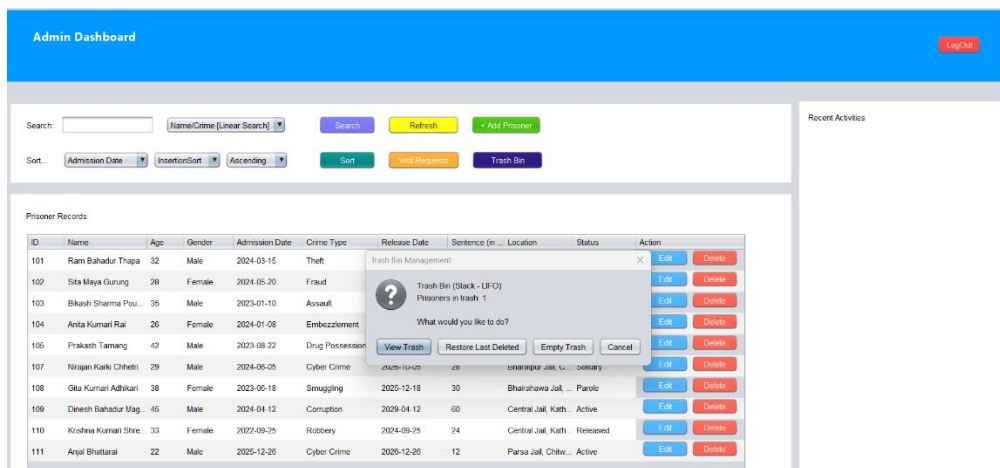 Admin Dashboard
LogOut
Search: Name/Crime [Linear Search] Search Refresh + Add Prisoner
Sort... Admission Date InsertionSort Ascending Sort Visit Requests Trash Bin
Recent Activities
Prisoner Records
ID Name Age Gender Admission Date Crime Type Release Date Sentence (in ... Location Status Action
101 Ram Bahadur Thapa 32 Male 2024-03-15 Theft Edit Delete
102 Sita Maya Gurung 28 Female 2024-05-20 Fraud Edit Delete
103 Bikash Sharma Pou... 35 Male 2023-01-10 Assault Edit Delete
104 Anita Kumari Rai 26 Female 2024-01-08 Embezzlement Edit Delete
105 Prakash Tamang 42 Male 2023-08-22 Drug Possession Edit Delete
107 Nirajan Karki Chhetri 29 Male 2024-06-05 Cyber Crime 2026-10-05 28 Bharatpur Jail, C... Solitary Edit Delete
108 Gita Kumari Adhikari 38 Female 2023-06-18 Smuggling 2025-12-18 30 Bhairahawa Jail, ... Parole Edit Delete
109 Dinesh Bahadur Mag... 45 Male 2024-04-12 Corruption 2029-04-12 60 Central Jail, Kath... Active Edit Delete
110 Krishna Kumari Shre... 33 Female 2022-09-25 Robbery 2024-09-25 24 Central Jail, Kath... Released Edit Delete
111 Anjal Bhattarai 22 Male 2025-12-26 Cyber Crime 2026-12-26 12 Parsa Jail, Chitw... Active Edit Delete
Trash Bin Management
Trash Bin (Stack - LIFO)
Prisoners in trash: 1
What would you like to do?
View Trash Restore Last Deleted Empty Trash Cancel